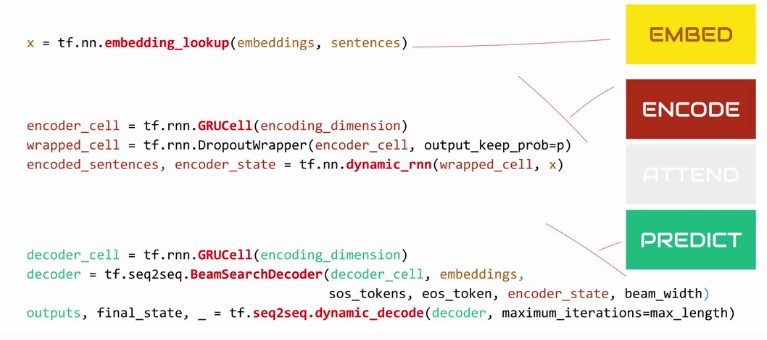 x = tf.nn.embedding_lookup(embeddings, sentences)
EMBED
encoder_cell = tf.rnn.GRUCell(encoding_dimension)
wrapped_cell = tf.rnn.DropoutWrapper(encoder_cell, output_keep_prob=p)
encoded_sentences, encoder_state = tf.nn.dynamic_rnn(wrapped_cell, x)
ENCODE
ATTEND
PREDICT
decoder_cell = tf.rnn.GRUCell(encoding_dimension)
decoder = tf.seq2seq.BeamSearchDecoder(decoder_cell, embeddings,
sos_tokens, eos_token, encoder_state, beam_width)
outputs, final_state, _ = tf.seq2seq.dynamic_decode(decoder, maximum_iterations=max_length)